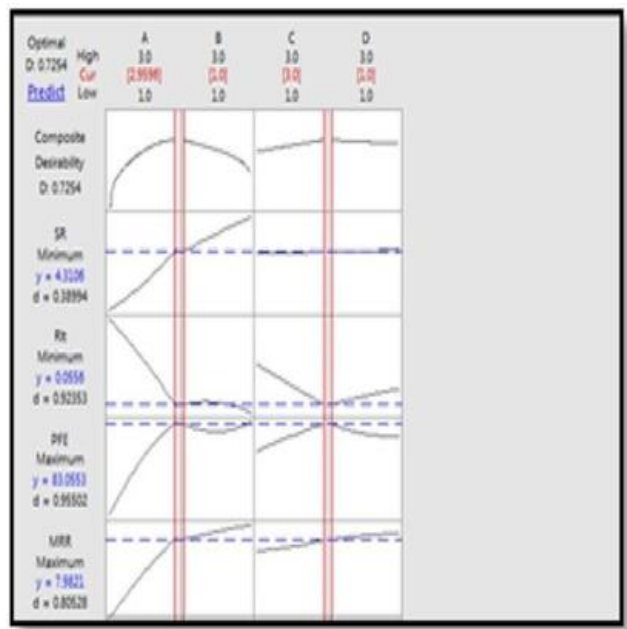 Optimal
D: 0.7254
Predict
High
Cur
Low
A
3.0
[2.9598]
1.0
B
3.0
[1.0]
1.0
C
3.0
[3.0]
1.0
D
3.0
[1.0]
1.0
Composite
Desirability
D: 0.7254
SR
Minimum
y = 4.3106
d = 0.38994
Rt
Minimum
y = 0.0556
d = 0.92353
PFE
Maximum
y = 83.0553
d = 0.95502
MRR
Maximum
y = 7.9821
d = 0.80528